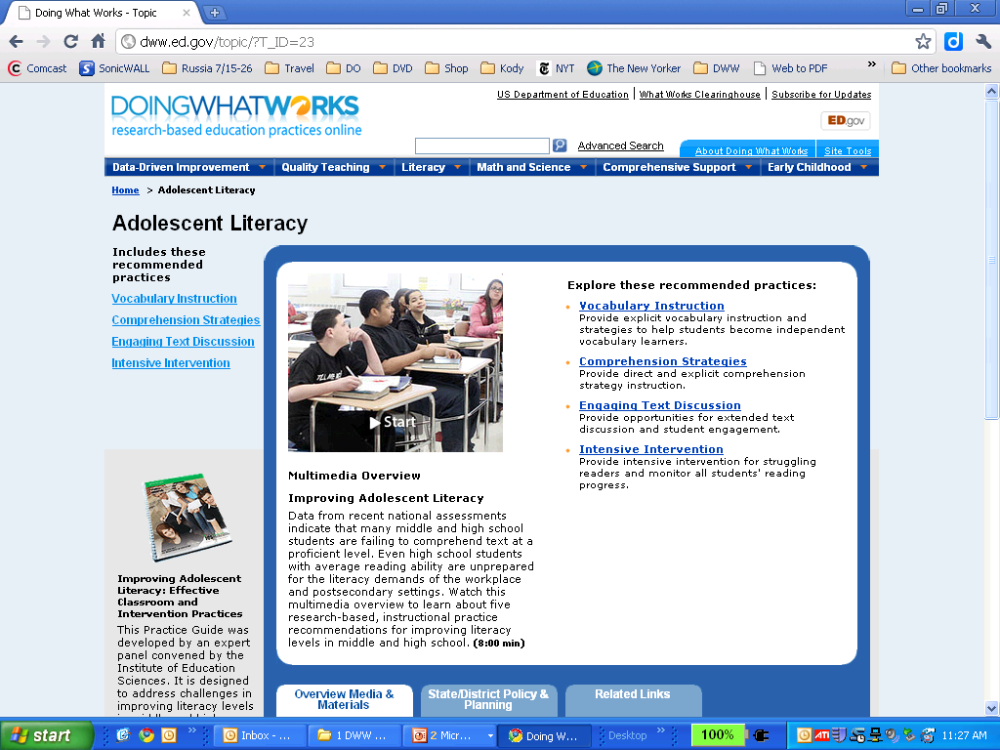 Doing What Works - Topic
dww.ed.gov/topic/?T_ID=23
Comcast SonicWALL Russia 7/15-26 Travel DO DVD Shop Kody NYT The New Yorker DWW Web to PDF » Other bookmarks
US Department of Education | What Works Clearinghouse | Subscribe for Updates
DOINGWHATWORKS
research-based education practices online
ED.gov
Advanced Search
About Doing What Works Site Tools
Data-Driven Improvement Quality Teaching Literacy Math and Science Comprehensive Support Early Childhood
Home > Adolescent Literacy
Adolescent Literacy
Includes these
recommended
practices
Vocabulary Instruction
Comprehension Strategies
Engaging Text Discussion
Intensive Intervention
Start
Multimedia Overview
Improving Adolescent Literacy
Data from recent national assessments
indicate that many middle and high school
students are failing to comprehend text at a
proficient level. Even high school students
with average reading ability are unprepared
for the literacy demands of the workplace
and postsecondary settings. Watch this
multimedia overview to learn about five
research-based, instructional practice
recommendations for improving literacy
levels in middle and high school. (8:00 min)
Explore these recommended practices:
Vocabulary Instruction
Provide explicit vocabulary instruction and
strategies to help students become independent
vocabulary learners.
Comprehension Strategies
Provide direct and explicit comprehension
strategy instruction.
Engaging Text Discussion
Provide opportunities for extended text
discussion and student engagement.
Intensive Intervention
Provide intensive intervention for struggling
readers and monitor all students' reading
progress.
Improving Adolescent
Literacy: Effective
Classroom and
Intervention Practices
This Practice Guide was
developed by an expert
panel convened by the
Institute of Education
Sciences. It is designed
to address challenges in
improving literacy levels
Overview Media &
Materials
State/District Policy &
Planning
Related Links
start » Inbox - ... 1 DWW ... 2 Micr... Doing W... Desktop » 100% ATI 11:27 AM